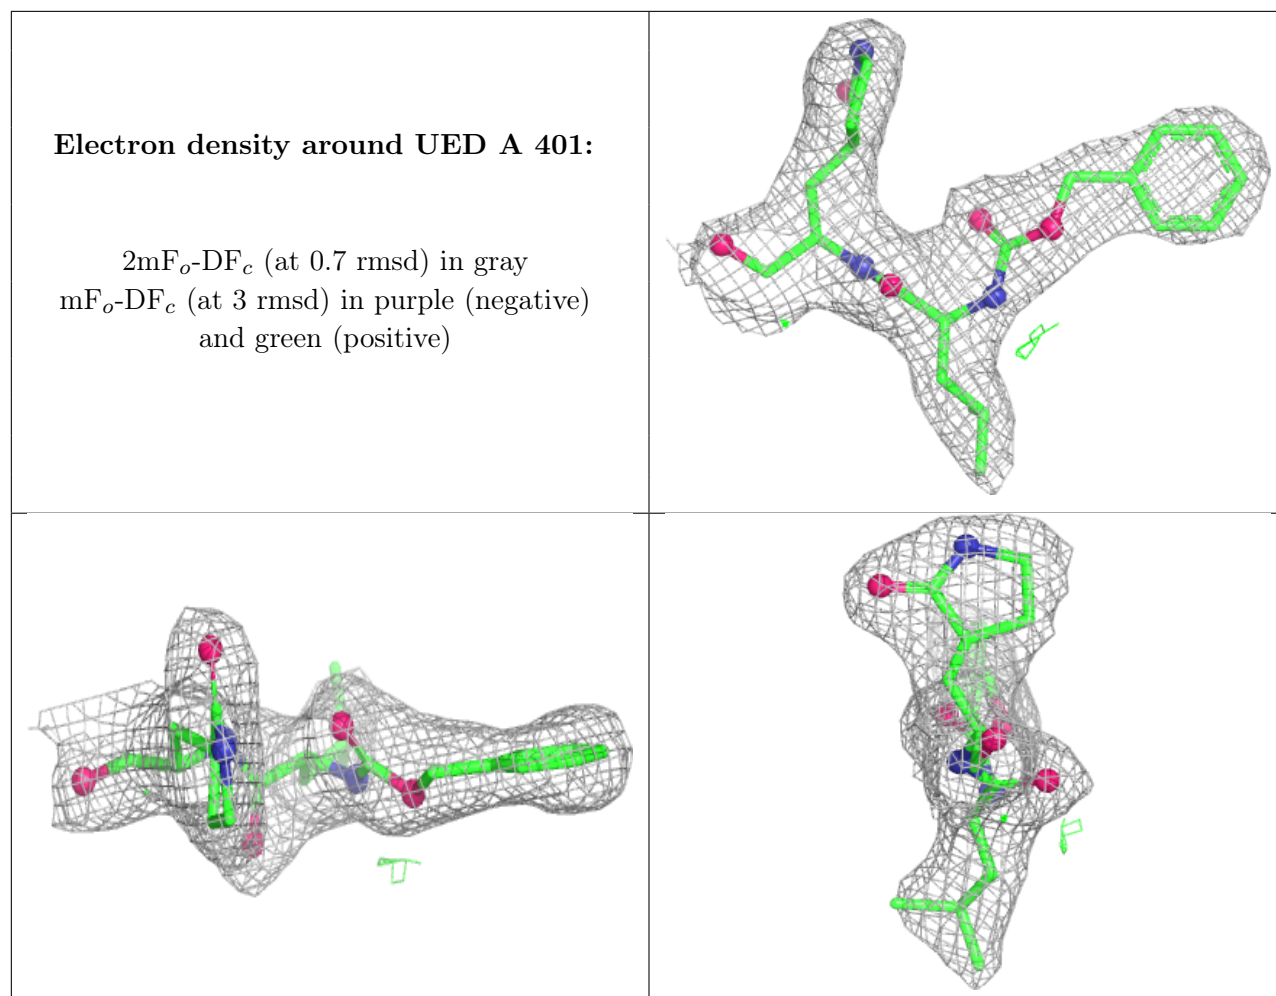 Electron density around UED A 401:
2mFₒ-DF𝒸 (at 0.7 rmsd) in gray
mFₒ-DF𝒸 (at 3 rmsd) in purple (negative)
and green (positive)